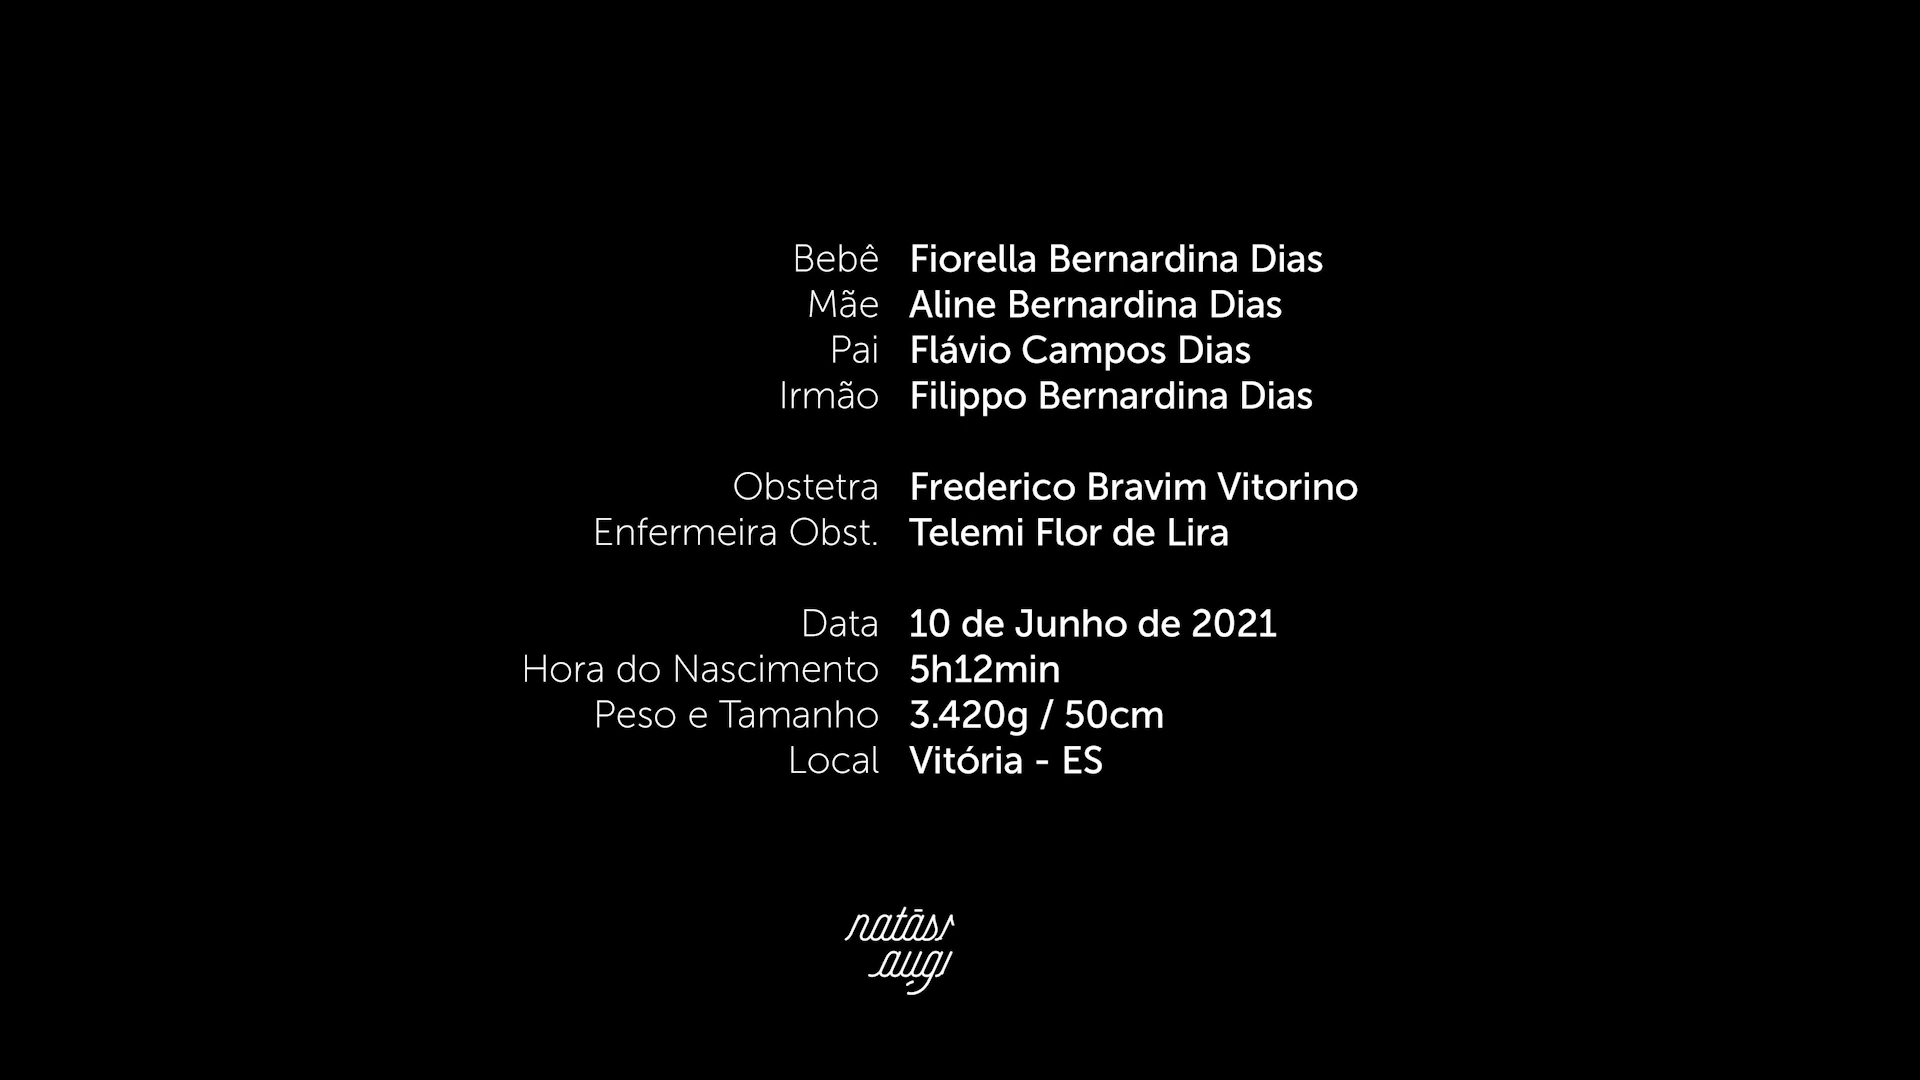 Bebê Fiorella Bernardina Dias
Mãe Aline Bernardina Dias
Pai Flávio Campos Dias
Irmão Filippo Bernardina Dias
Obstetra Frederico Bravim Vitorino
Enfermeira Obst. Telemi Flor de Lira
Data 10 de Junho de 2021
Hora do Nascimento 5h12min
Peso e Tamanho 3.420g / 50cm
Local Vitória - ES